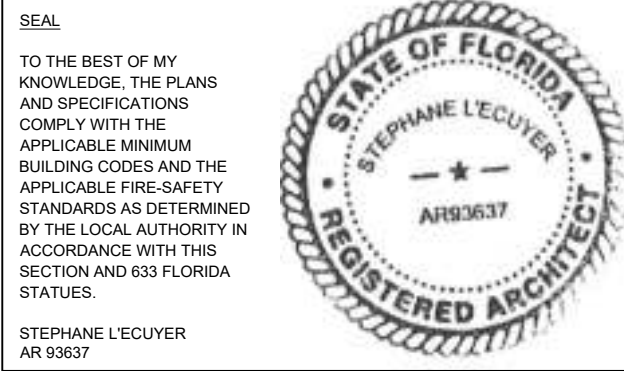 SEAL
TO THE BEST OF MY
KNOWLEDGE, THE PLANS
AND SPECIFICATIONS
COMPLY WITH THE
APPLICABLE MINIMUM
BUILDING CODES AND THE
APPLICABLE FIRE-SAFETY
STANDARDS AS DETERMINED
BY THE LOCAL AUTHORITY IN
ACCORDANCE WITH THIS
SECTION AND 633 FLORIDA
STATUES.
STEPHANE L'ECUYER
AR 93637
STATE OF FLORIDA
STEPHANE L'ECUYER
AR93637
REGISTERED ARCHITECT